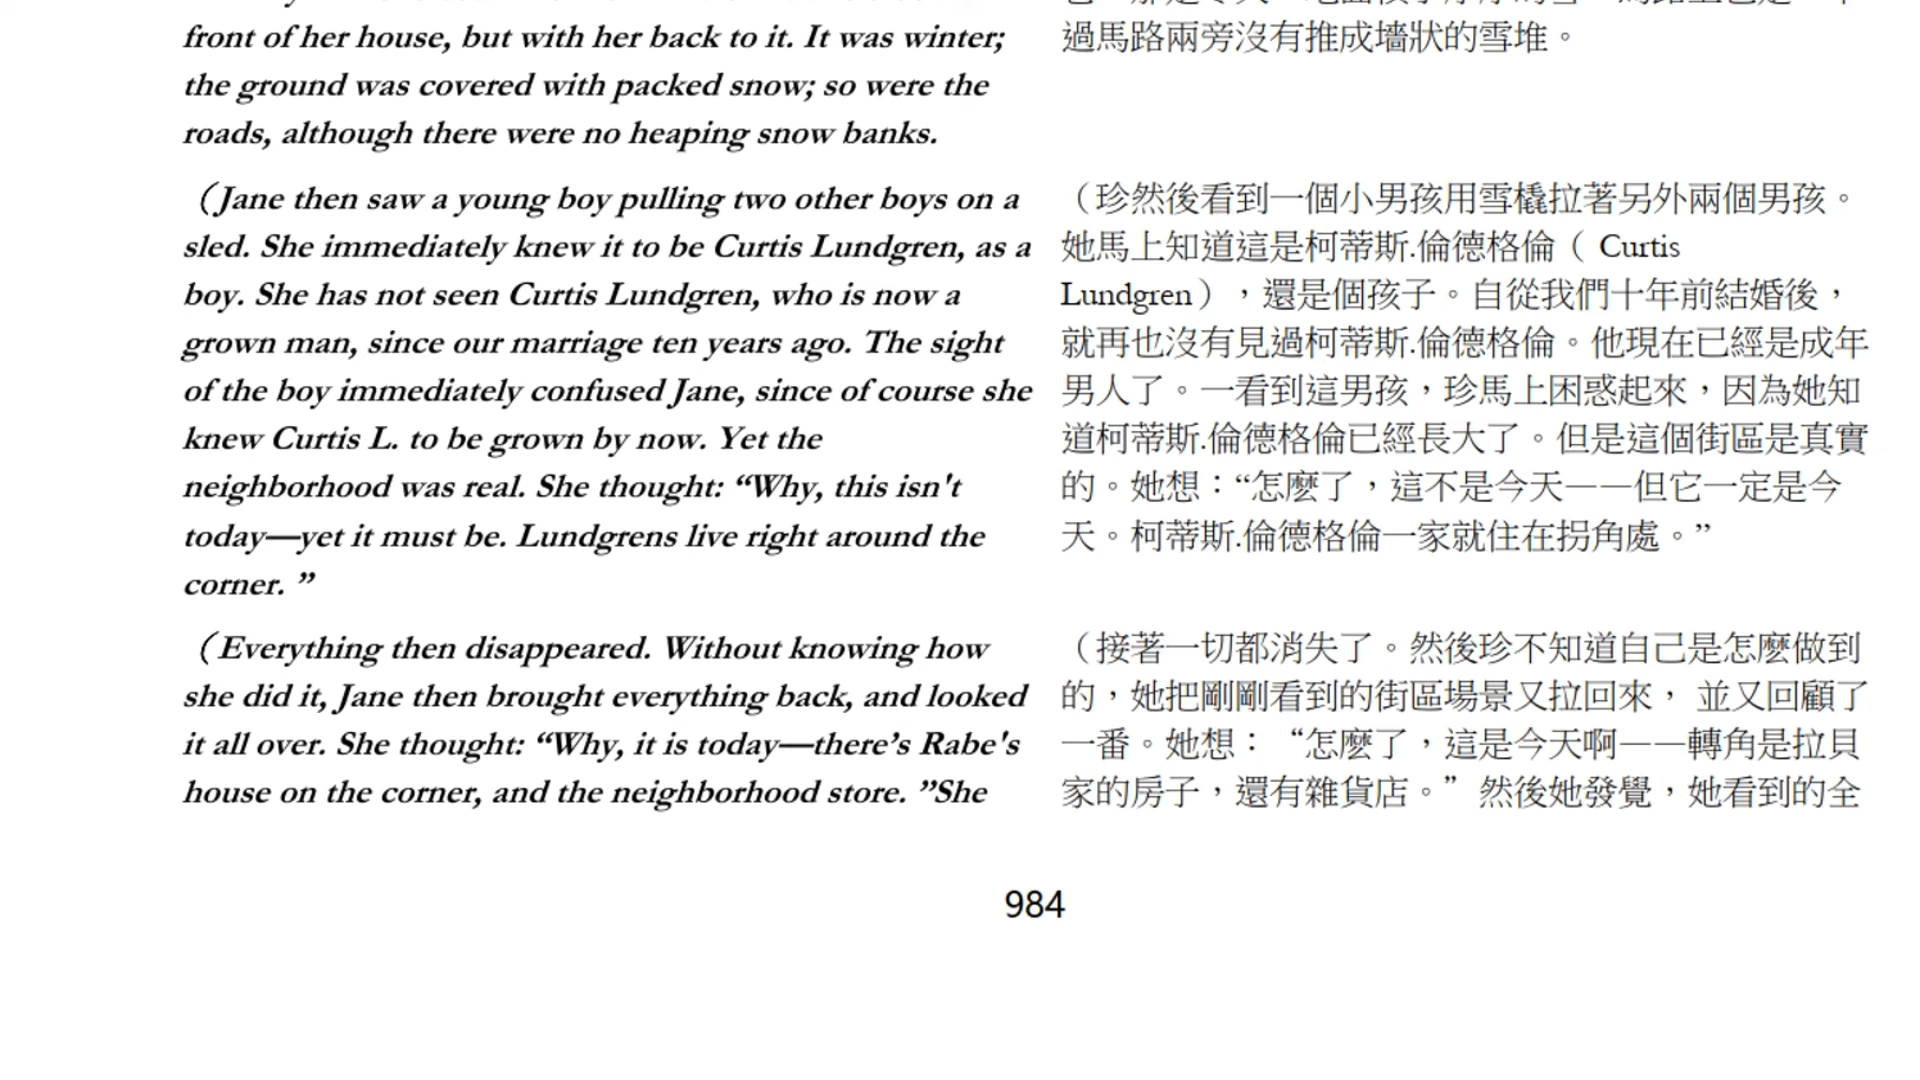 front of her house, but with her back to it. It was winter;
the ground was covered with packed snow; so were the
roads, although there were no heaping snow banks.
（Jane then saw a young boy pulling two other boys on a
sled. She immediately knew it to be Curtis Lundgren, as a
boy. She has not seen Curtis Lundgren, who is now a
grown man, since our marriage ten years ago. The sight
of the boy immediately confused Jane, since of course she
knew Curtis L. to be grown by now. Yet the
neighborhood was real. She thought: “Why, this isn't
today—yet it must be. Lundgrens live right around the
corner. ”
（Everything then disappeared. Without knowing how
she did it, Jane then brought everything back, and looked
it all over. She thought: “Why, it is today—there’s Rabe's
house on the corner, and the neighborhood store. ”She
過馬路兩旁沒有推成墻狀的雪堆。
（珍然後看到一個小男孩用雪橇拉著另外兩個男孩。
她馬上知道這是柯蒂斯.倫德格倫（ Curtis
Lundgren），還是個孩子。自從我們十年前結婚後，
就再也沒有見過柯蒂斯.倫德格倫。他現在已經是成年
男人了。一看到這男孩，珍馬上困惑起來，因為她知
道柯蒂斯.倫德格倫已經長大了。但是這個街區是真實
的。她想：“怎麼了，這不是今天——但它一定是今
天。柯蒂斯.倫德格倫一家就住在拐角處。”
（接著一切都消失了。然後珍不知道自己是怎麼做到
的，她把剛剛看到的街區場景又拉回來， 並又回顧了
一番。她想： “怎麼了，這是今天啊——轉角是拉貝
家的房子，還有雜貨店。” 然後她發覺，她看到的全
984